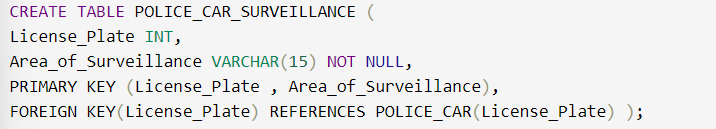 CREATE TABLE POLICE_CAR_SURVEILLANCE (
License_Plate INT,
Area_of_Surveillance VARCHAR(15) NOT NULL,
PRIMARY KEY (License_Plate , Area_of_Surveillance),
FOREIGN KEY(License_Plate) REFERENCES POLICE_CAR(License_Plate) );